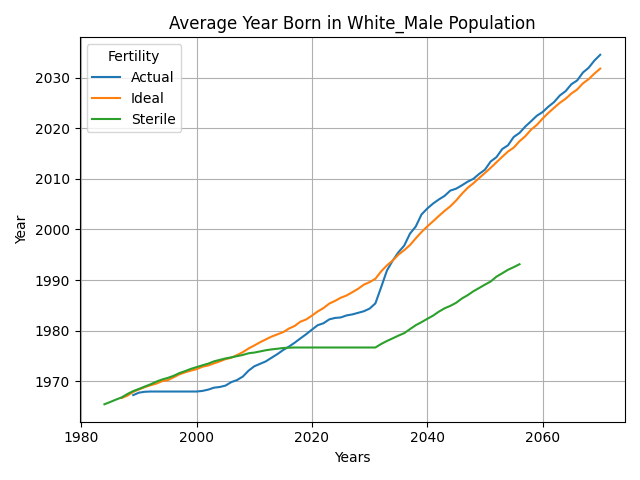 Average Year Born in White_Male Population
Fertility
Actual
Ideal
Sterile
Year
2030
2020
2010
2000
1990
1980
1970
1980 2000 2020 2040 2060
Years